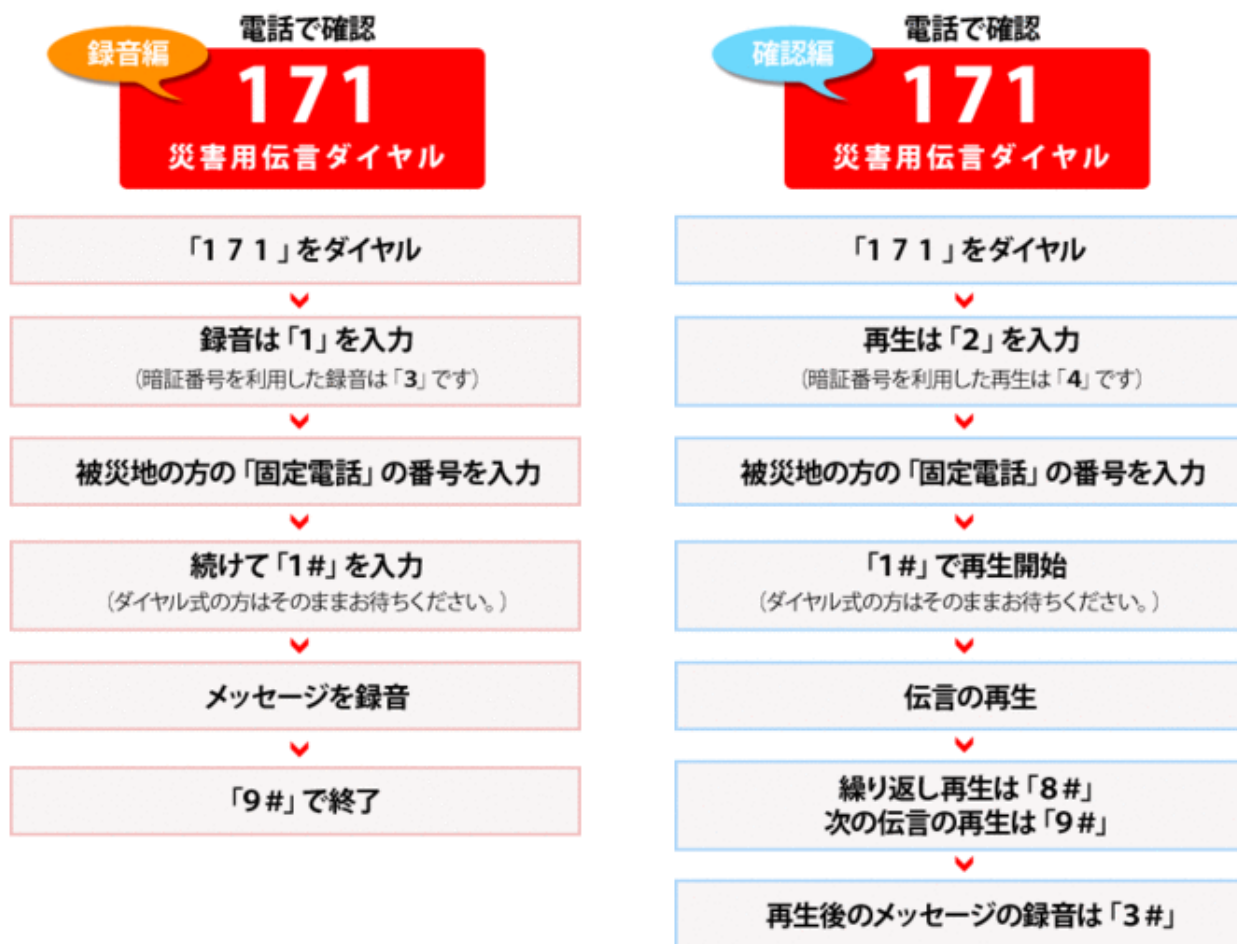 電話で確認
録音編
171
災害用伝言ダイヤル
「171」をダイヤル
録音は「1」を入力
(暗証番号を利用した録音は「3」です)
被災地の方の「固定電話」の番号を入力
続けて「1#」を入力
(ダイヤル式の方はそのままお待ちください。)
メッセージを録音
「9#」で終了
電話で確認
確認編
171
災害用伝言ダイヤル
「171」をダイヤル
再生は「2」を入力
(暗証番号を利用した再生は「4」です)
被災地の方の「固定電話」の番号を入力
「1#」で再生開始
(ダイヤル式の方はそのままお待ちください。)
伝言の再生
繰り返し再生は「8#」
次の伝言の再生は「9#」
再生後のメッセージの録音は「3#」